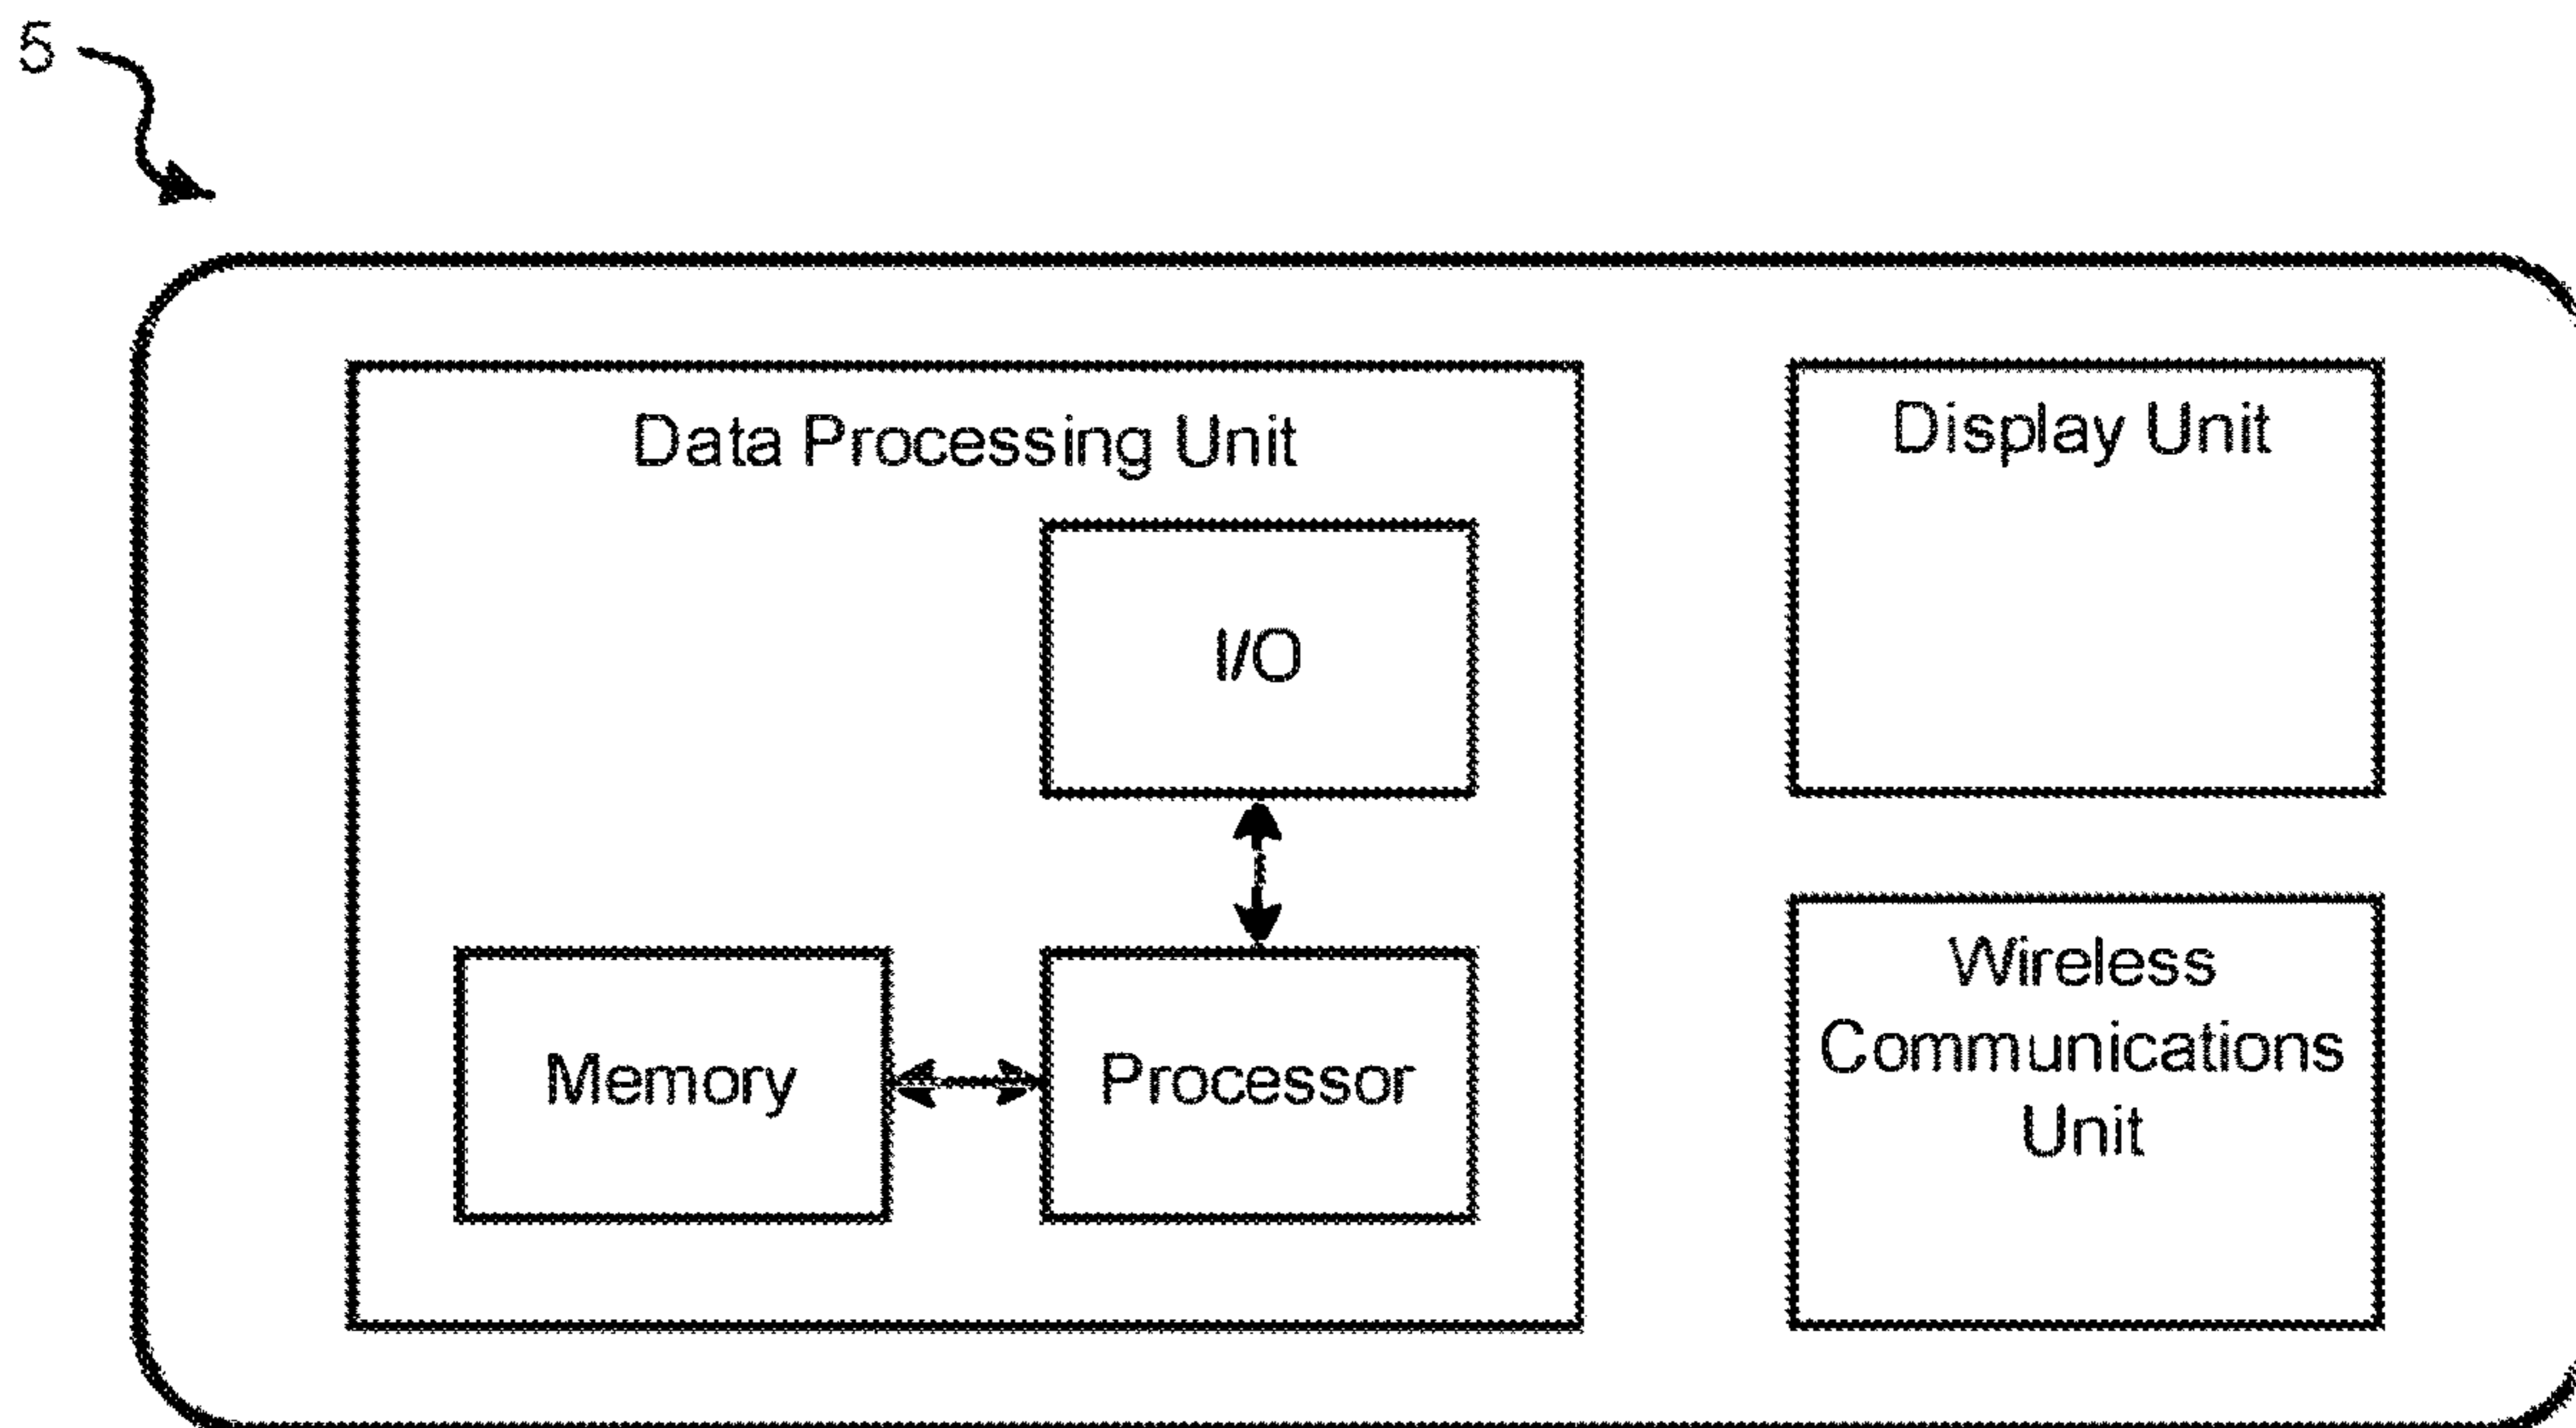 5
Data Processing Unit
Display Unit
I/O
Memory
Processor
Wireless
Communications
Unit